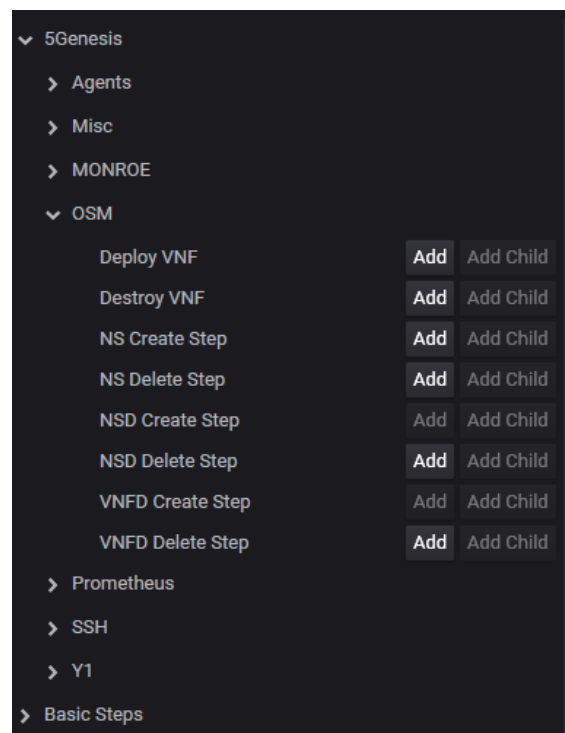 5Genesis
Agents
Misc
MONROE
OSM
Deploy VNF Add Add Child
Destroy VNF Add Add Child
NS Create Step Add Add Child
NS Delete Step Add Add Child
NSD Create Step Add Add Child
NSD Delete Step Add Add Child
VNFD Create Step Add Add Child
VNFD Delete Step Add Add Child
Prometheus
SSH
Y1
Basic Steps